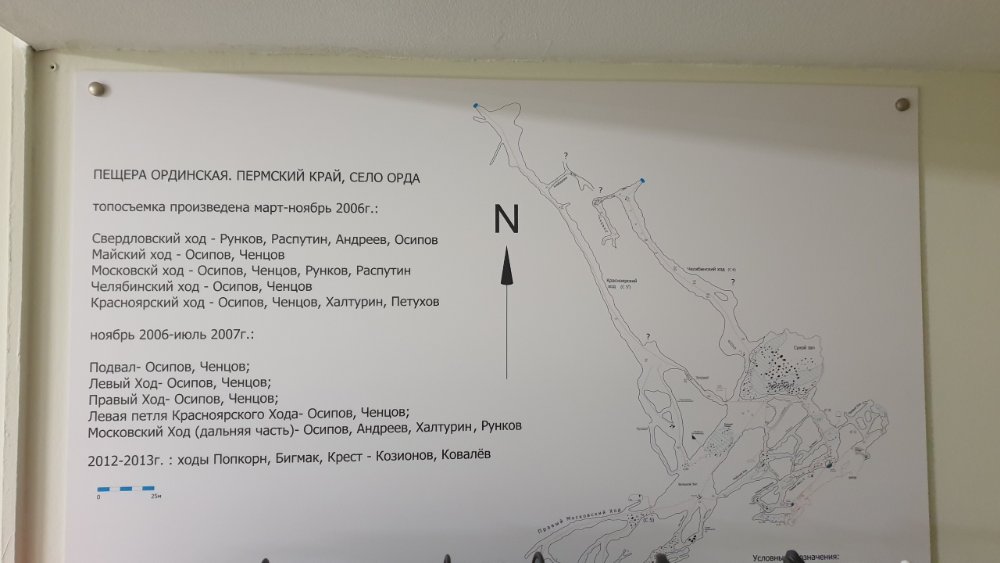 ПЕЩЕРА ОРДИНСКАЯ. ПЕРМСКИЙ КРАЙ, СЕЛО ОРДА
топосъемка произведена март-ноябрь 2006г.:
Свердловский ход - Рунков, Распутин, Андреев, Осипов
Майский ход - Осипов, Ченцов
Московскй ход - Осипов, Ченцов, Рунков, Распутин
Челябинский ход - Осипов, Ченцов
Красноярский ход - Осипов, Ченцов, Халтурин, Петухов
ноябрь 2006-июль 2007г.:
Подвал- Осипов, Ченцов;
Левый Ход- Осипов, Ченцов;
Правый Ход- Осипов, Ченцов;
Левая петля Красноярского Хода- Осипов, Ченцов;
Московский Ход (дальняя часть)- Осипов, Андреев, Халтурин, Рунков
2012-2013г. : ходы Попкорн, Бигмак, Крест - Козионов, Ковалёв
0 25м
N
?
?
Челябинский ход
?
Красноярский
ход
?
Сухой зал
Правый Московский Ход
Условны
значения: